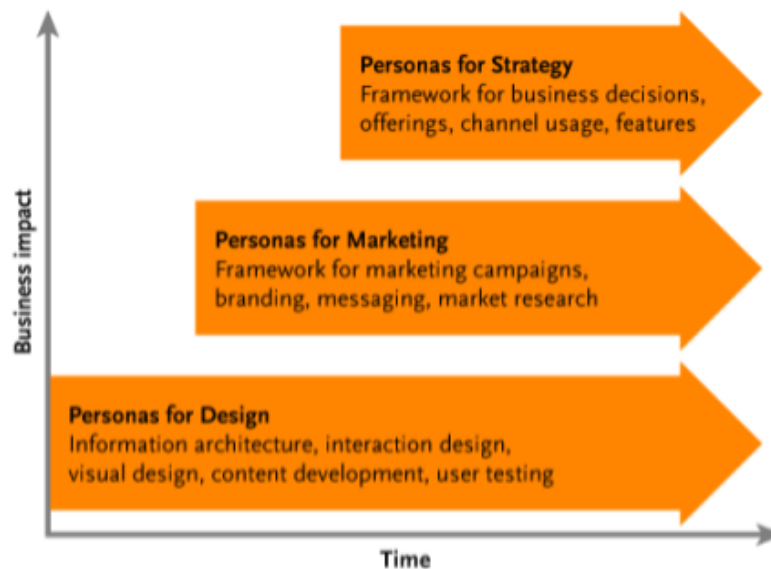 Personas for Strategy
Framework for business decisions,
offerings, channel usage, features
Personas for Marketing
Framework for marketing campaigns,
branding, messaging, market research
Personas for Design
Information architecture, interaction design,
visual design, content development, user testing
Business impact
Time